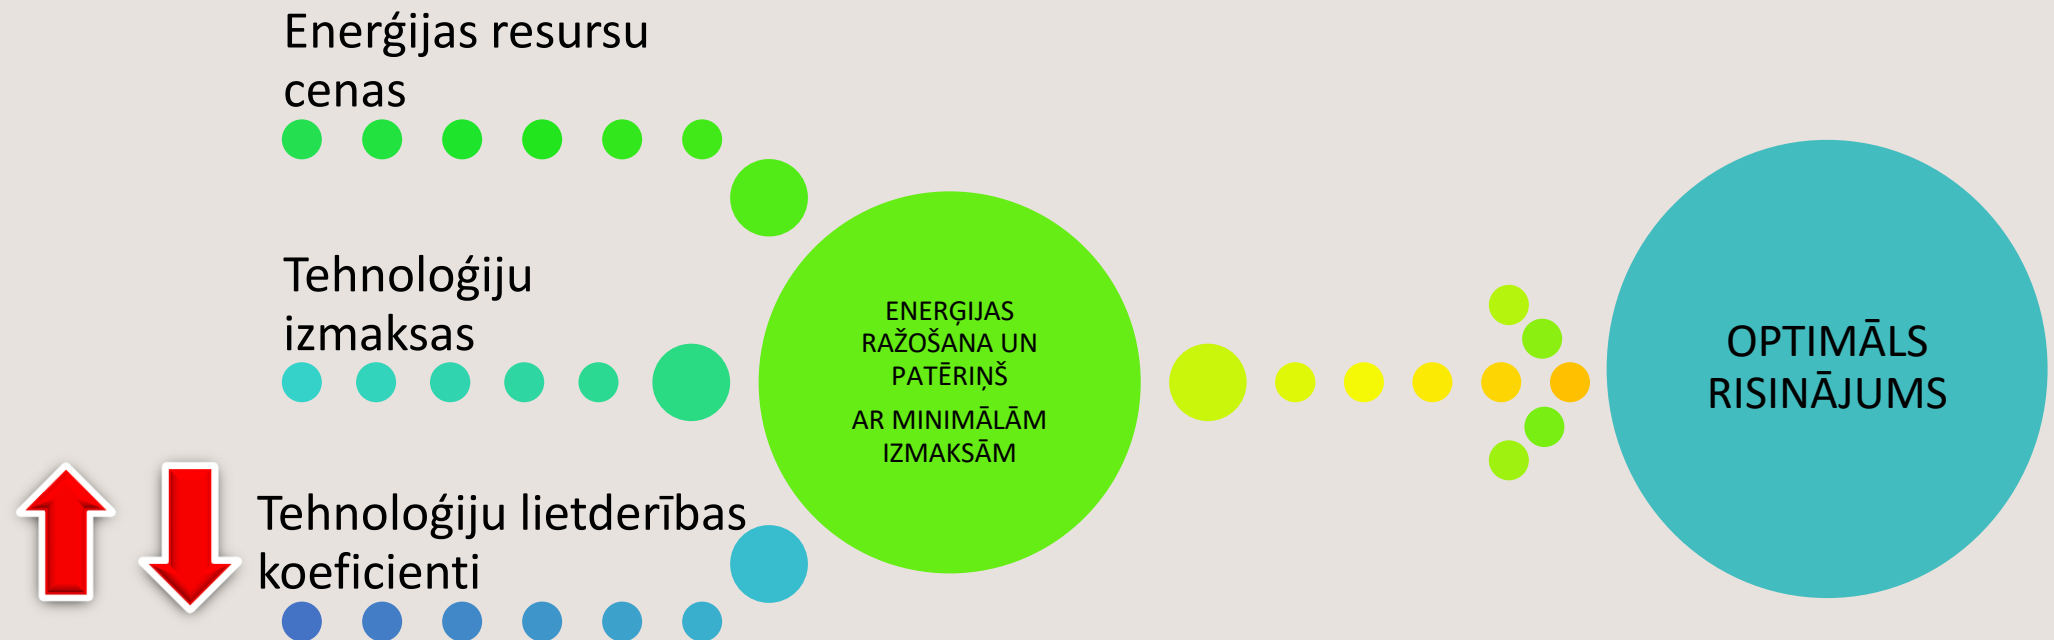 Enerģijas resursu
cenas
Tehnoloģiju
izmaksas
Tehnoloģiju lietderības
koeficienti
ENERĢIJAS
RAŽOŠANA UN
PATĒRIŅŠ
AR MINIMĀLĀM
IZMAKSĀM
OPTIMĀLS
RISINĀJUMS